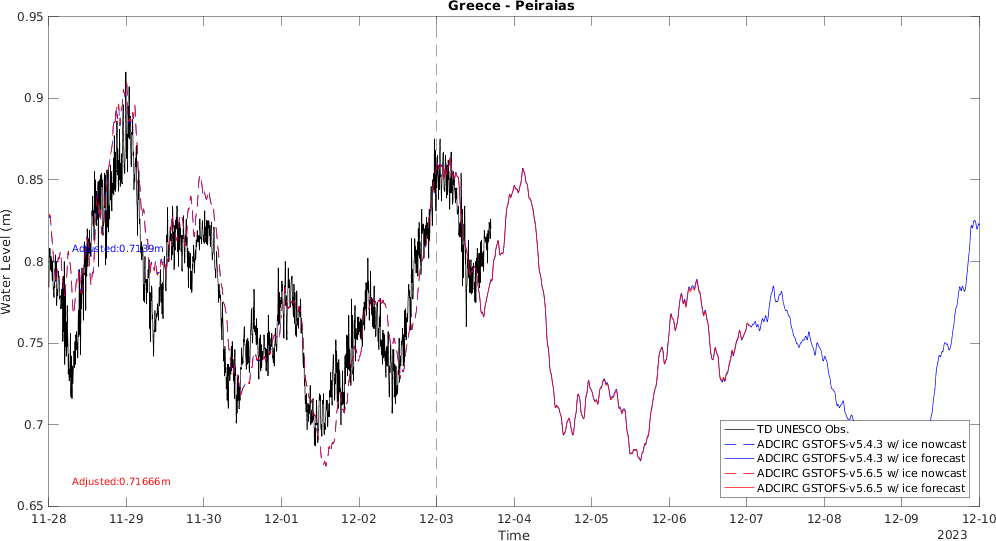 Greece - Peiraias
0.95
0.9
0.85
0.8
0.75
0.7
0.65
Water Level (m)
Adjusted:0.7199m
Adjusted:0.71666m
TD UNESCO Obs.
ADCIRC GSTOFS-v5.4.3 w/ ice nowcast
ADCIRC GSTOFS-v5.4.3 w/ ice forecast
ADCIRC GSTOFS-v5.6.5 w/ ice nowcast
ADCIRC GSTOFS-v5.6.5 w/ ice forecast
11-28 11-29 11-30 12-01 12-02 12-03 12-04 12-05 12-06 12-07 12-08 12-09 12-10
Time
2023